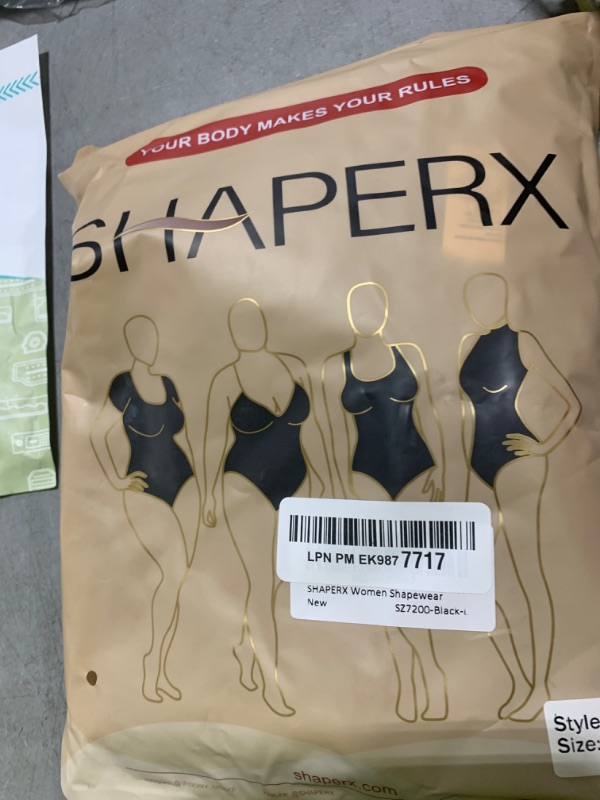 YOUR BODY MAKES YOUR RULES
SHAPERX
LPN PM EK987 7717
SHAPERX Women Shapewear
New SZ7200-Black-L
Style
Size:
shaperx.com
@SHAPERX